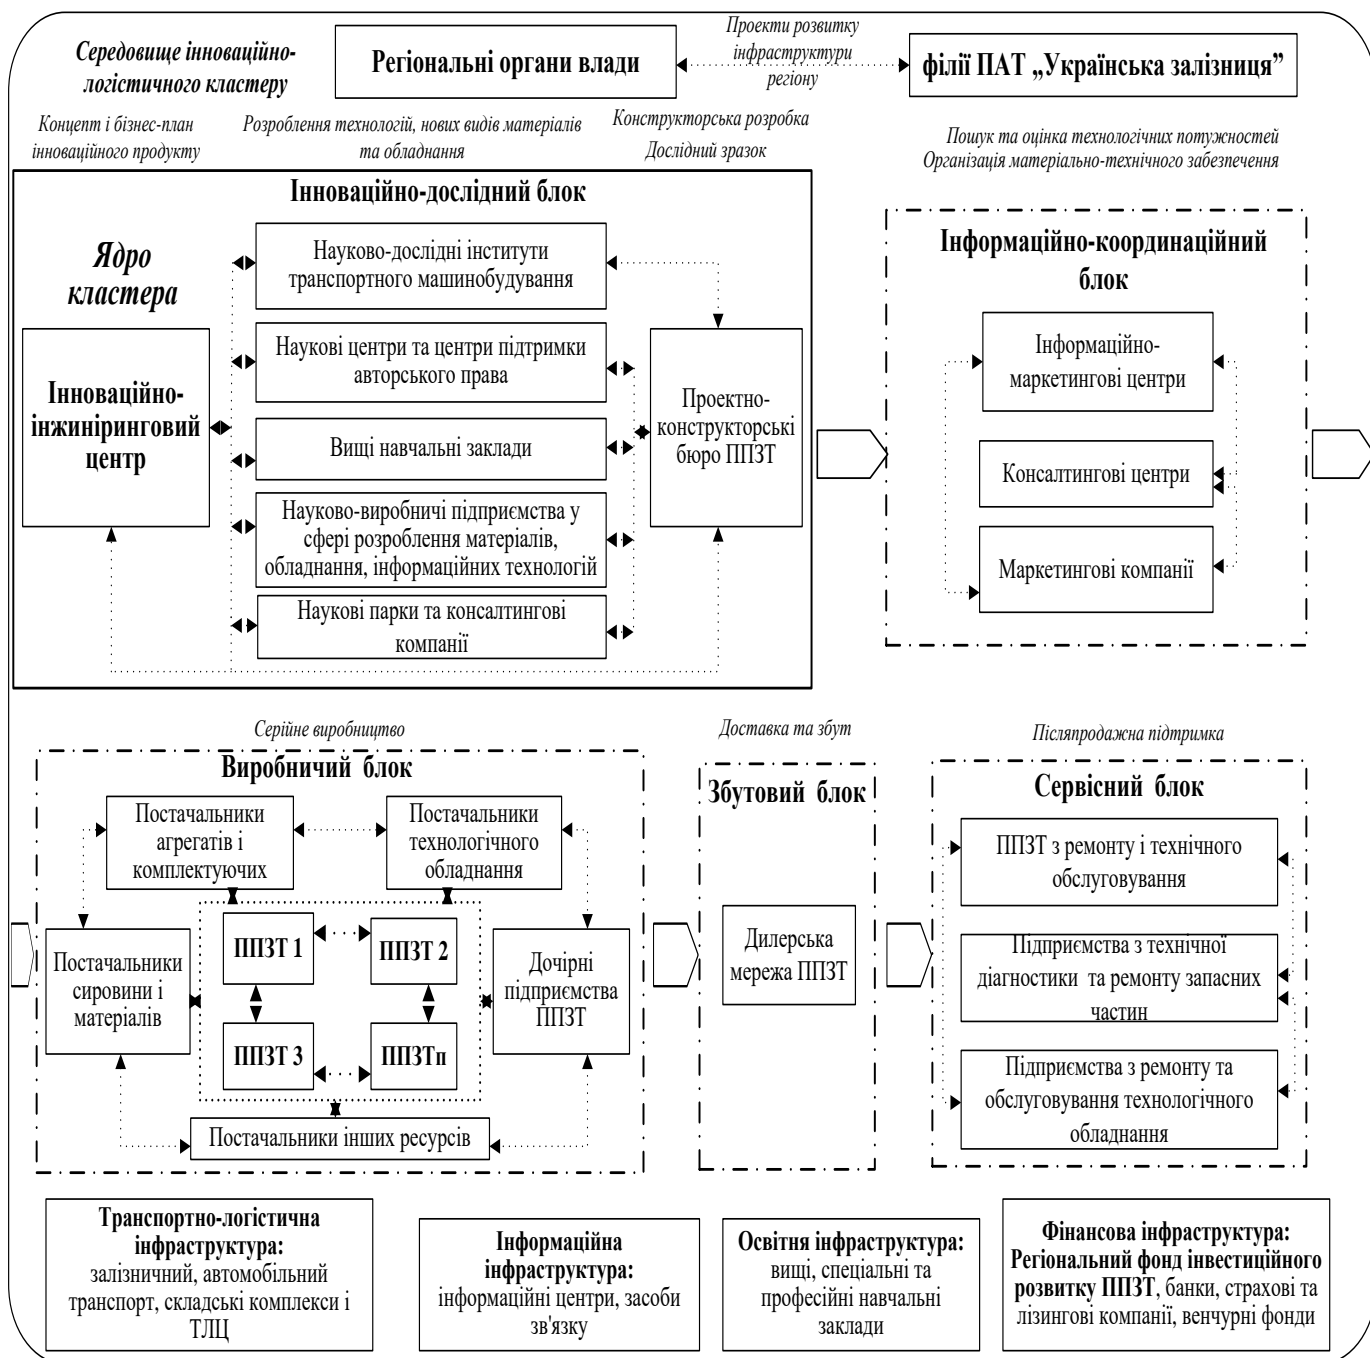 Середовище інноваційно-
логістичного кластеру
Регіональні органи влади
Проекти розвитку
інфраструктури
регіону
філії ПАТ „Українська залізниця”
Концепт і бізнес-план
інноваційного продукту
Розроблення технологій, нових видів матеріалів
та обладнання
Конструкторська розробка
Дослідний зразок
Пошук та оцінка технологічних потужностей
Організація матеріально-технічного забезпечення
Інноваційно-дослідний блок
Ядро
кластера
Інноваційно-
інжиніринговий
центр
Науково-дослідні інститути
транспортного машинобудування
Наукові центри та центри підтримки
авторського права
Вищі навчальні заклади
Науково-виробничі підприємства у
сфері розроблення матеріалів,
обладнання, інформаційних технологій
Наукові парки та консалтингові
компанії
Проектно-
конструкторські
бюро ППЗТ
Інформаційно-координаційний
блок
Інформаційно-
маркетингові центри
Консалтингові центри
Маркетингові компанії
Серійне виробництво
Виробничий блок
Постачальники
агрегатів і
комплектуючих
Постачальники
технологічного
обладнання
Постачальники
сировини і
матеріалів
ППЗТ 1
ППЗТ 2
ППЗТ 3
ППЗТп
Дочірні
підприємства
ППЗТ
Постачальники інших ресурсів
Доставка та збут
Збутовий блок
Дилерська
мережа ППЗТ
Післяпродажна підтримка
Сервісний блок
ППЗТ з ремонту і технічного
обслуговування
Підприємства з технічної
діагностики та ремонту запасних
частин
Підприємства з ремонту та
обслуговування технологічного
обладнання
Транспортно-логістична
інфраструктура:
залізничний, автомобільний
транспорт, складські комплекси і
ТЛЦ
Інформаційна
інфраструктура:
інформаційні центри, засоби
зв'язку
Освітня інфраструктура:
вищі, спеціальні та
професійні навчальні
заклади
Фінансова інфраструктура:
Регіональний фонд інвестиційного
розвитку ППЗТ, банки, страхові та
лізингові компанії, венчурні фонди